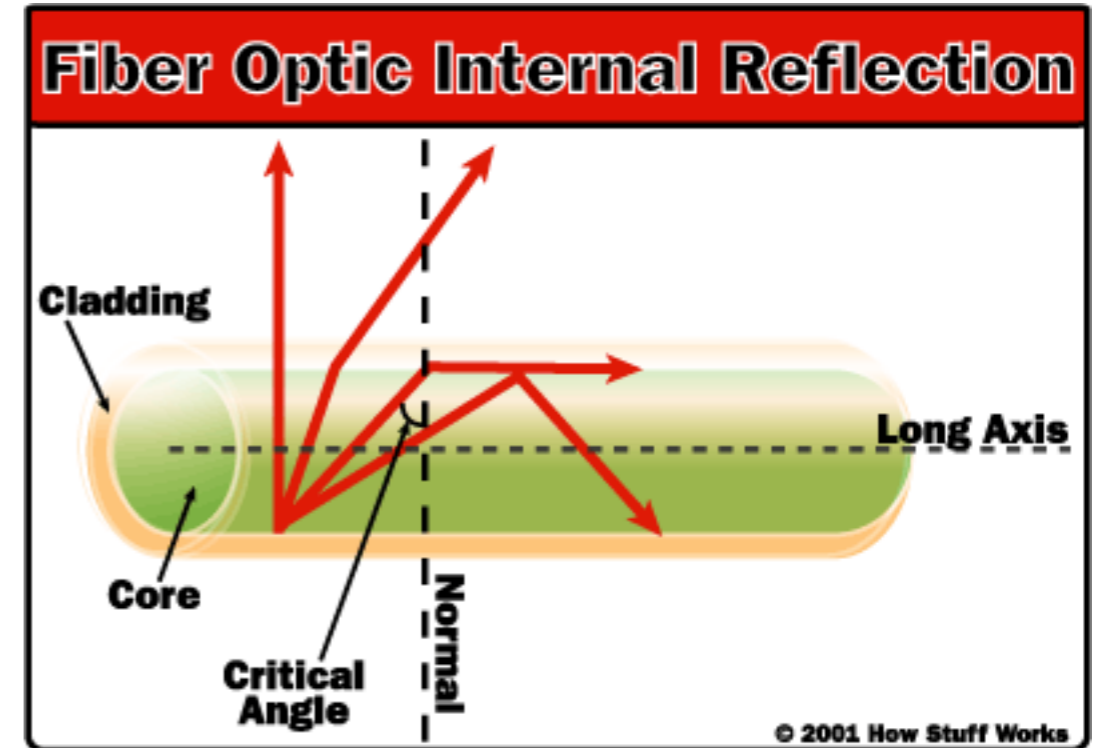 Fiber Optic Internal Reflection
Cladding
Long Axis
Core
Normal
Critical
Angle
© 2001 How Stuff Works